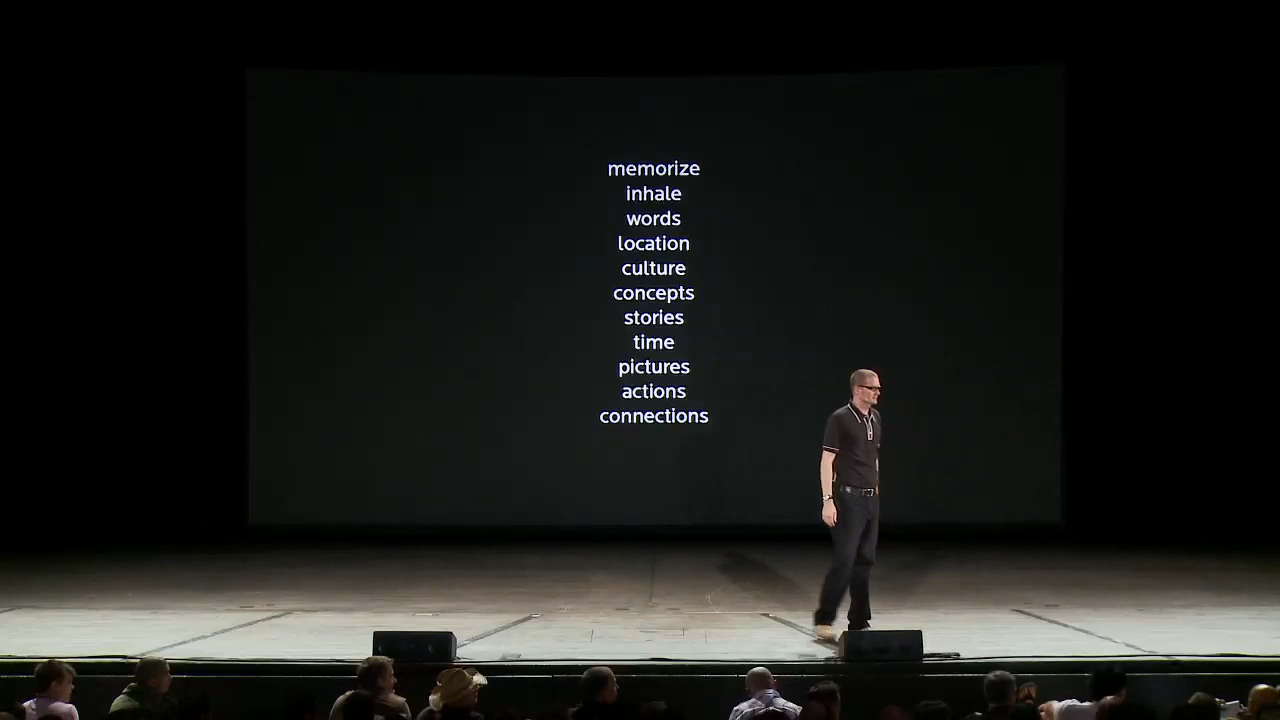 memorize
inhale
words
location
culture
concepts
stories
time
pictures
actions
connections